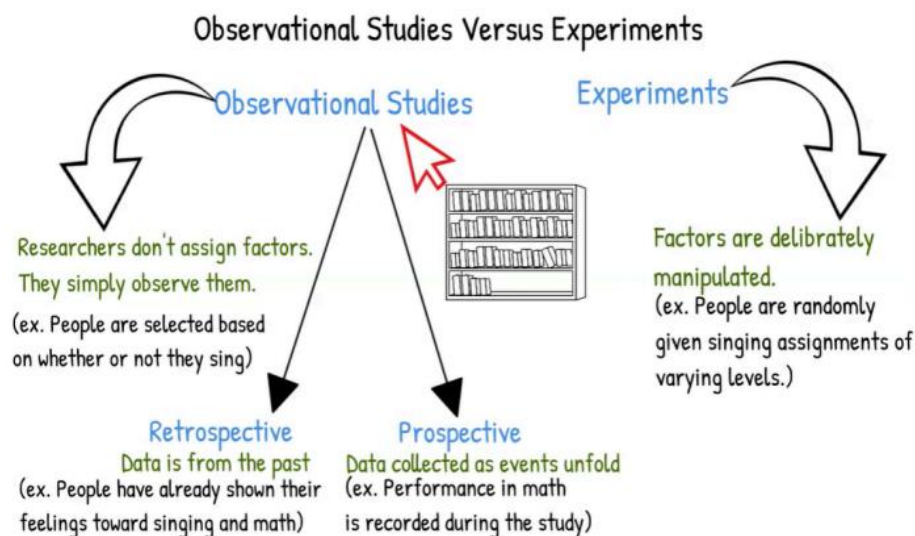 Observational Studies Versus Experiments
Observational Studies
Experiments
Researchers don't assign factors.
They simply observe them.
(ex. People are selected based
on whether or not they sing)
Factors are delibrately
manipulated.
(ex. People are randomly
given singing assignments of
varying levels.)
Retrospective
Data is from the past
(ex. People have already shown their
feelings toward singing and math)
Prospective
Data collected as events unfold
(ex. Performance in math
is recorded during the study)